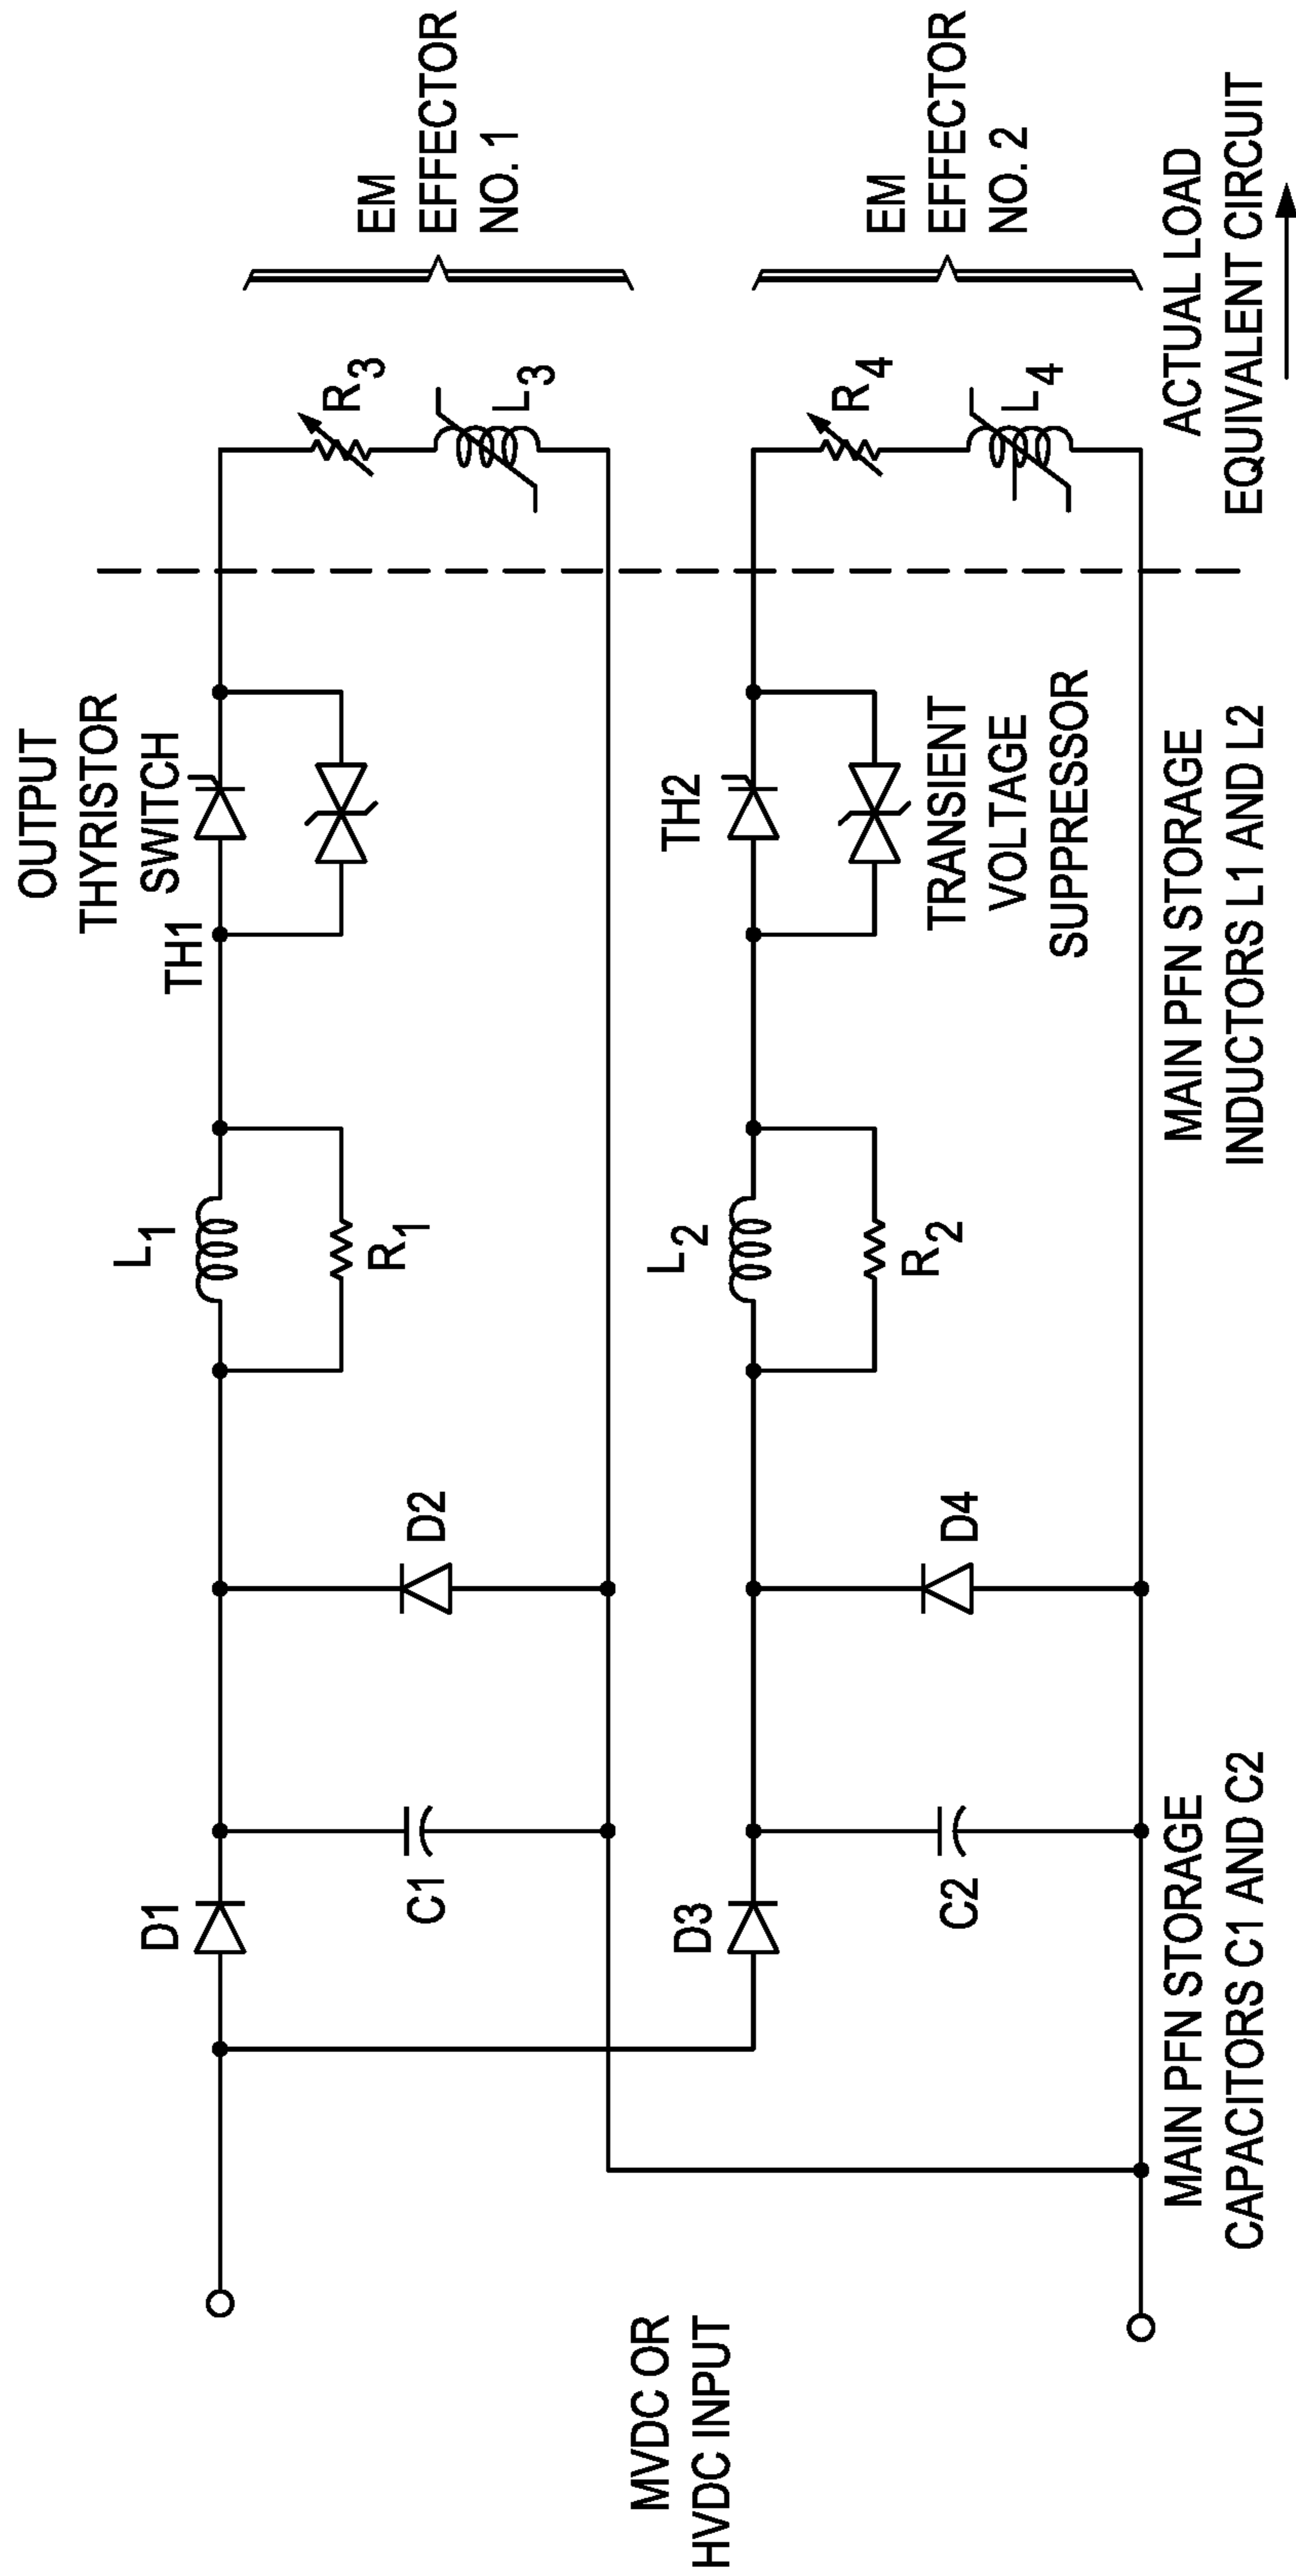 OUTPUT
THYRISTOR
SWITCH
TH1
D1
L1
R1
C1
D2
R3
L3
EM
EFFECTOR
NO. 1
MVDC OR
HVDC INPUT
D3
L2
R2
TH2
C2
D4
TRANSIENT
VOLTAGE
SUPPRESSOR
R4
L4
EM
EFFECTOR
NO. 2
MAIN PFN STORAGE
CAPACITORS C1 AND C2
MAIN PFN STORAGE
INDUCTORS L1 AND L2
ACTUAL LOAD
EQUIVALENT CIRCUIT